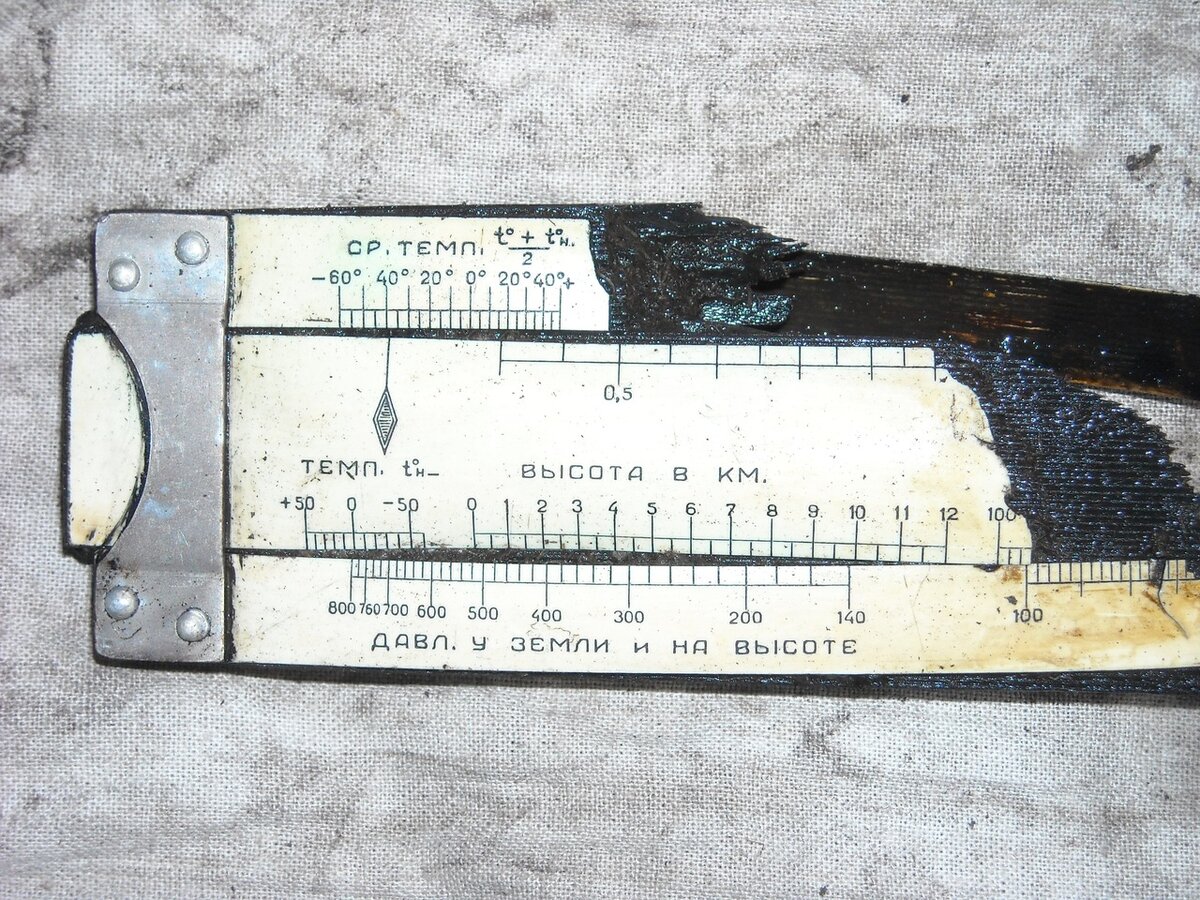 СР. ТЕМП. t° + t°н. / 2
−60° 40° 20° 0° 20° 40°+
0,5
ТЕМП. t°н− ВЫСОТА В КМ.
+50 0 −50 0 1 2 3 4 5 6 7 8 9 10 11 12 100
800 760 700 600 500 400 300 200 140 100
ДАВЛ. У ЗЕМЛИ И НА ВЫСОТЕ